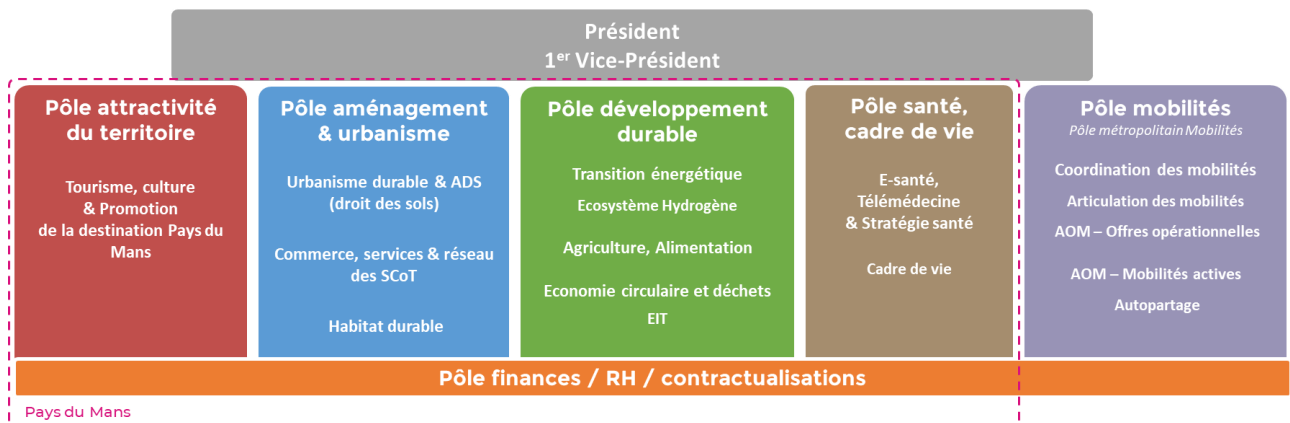 Président
1er Vice-Président
Pôle attractivité
du territoire
Tourisme, culture
& Promotion
de la destination Pays du
Mans
Pôle aménagement
& urbanisme
Urbanisme durable & ADS
(droit des sols)
Commerce, services & réseau
des SCoT
Habitat durable
Pôle développement
durable
Transition énergétique
Ecosystème Hydrogène
Agriculture, Alimentation
Economie circulaire et déchets
EIT
Pôle santé,
cadre de vie
E-santé,
Télémédecine
& Stratégie santé
Cadre de vie
Pôle mobilités
Pôle métropolitain Mobilités
Coordination des mobilités
Articulation des mobilités
AOM – Offres opérationnelles
AOM – Mobilités actives
Autopartage
Pôle finances / RH / contractualisations
Pays du Mans